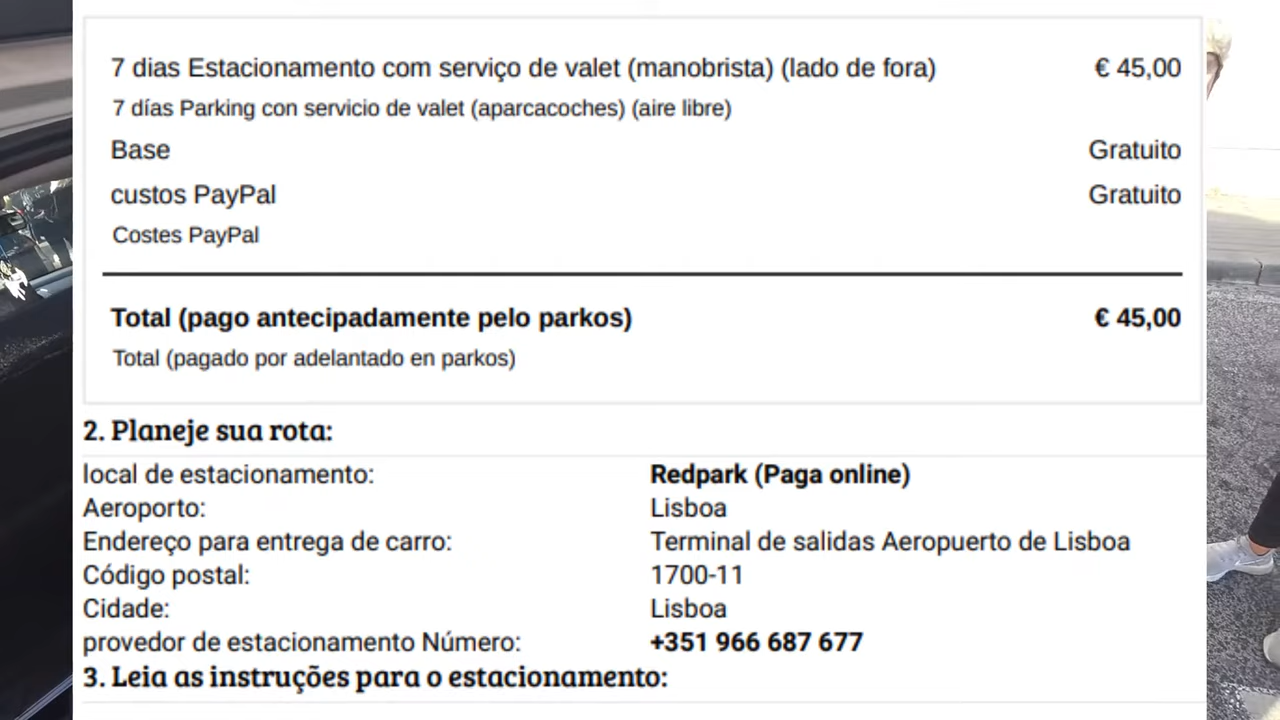 7 dias Estacionamento com serviço de valet (manobrista) (lado de fora) € 45,00
7 días Parking con servicio de valet (aparcacoches) (aire libre)
Base Gratuito
custos PayPal Gratuito
Costes PayPal
Total (pago antecipadamente pelo parkos) € 45,00
Total (pagado por adelantado en parkos)
2. Planeje sua rota:
local de estacionamento: Redpark (Paga online)
Aeroporto: Lisboa
Endereço para entrega de carro: Terminal de salidas Aeropuerto de Lisboa
Código postal: 1700-11
Cidade: Lisboa
provedor de estacionamento Número: +351 966 687 677
3. Leia as instruções para o estacionamento: